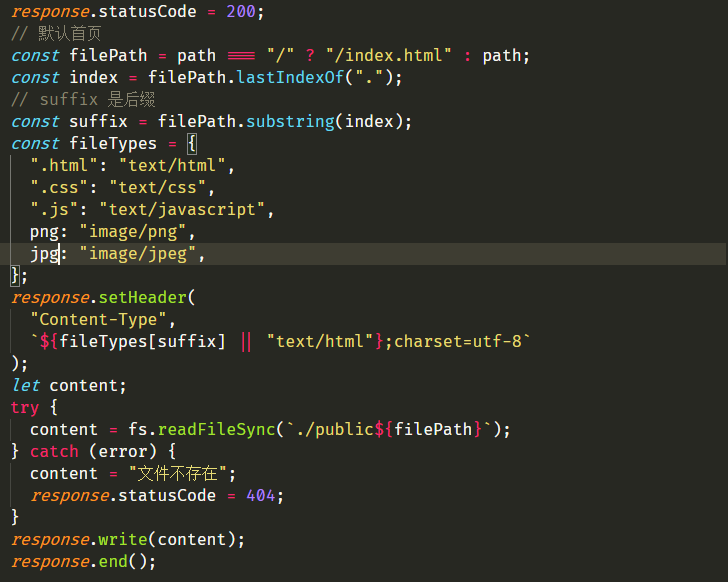 response.statusCode = 200;
// 默认首页
const filePath = path === "/" ? "/index.html" : path;
const index = filePath.lastIndexOf(".");
// suffix 是后缀
const suffix = filePath.substring(index);
const fileTypes = {
".html": "text/html",
".css": "text/css",
".js": "text/javascript",
png: "image/png",
jpg: "image/jpeg",
};
response.setHeader(
"Content-Type",
`${fileTypes[suffix] || "text/html"};charset=utf-8`
);
let content;
try {
content = fs.readFileSync(`./public${filePath}`);
} catch (error) {
content = "文件不存在";
response.statusCode = 404;
}
response.write(content);
response.end();